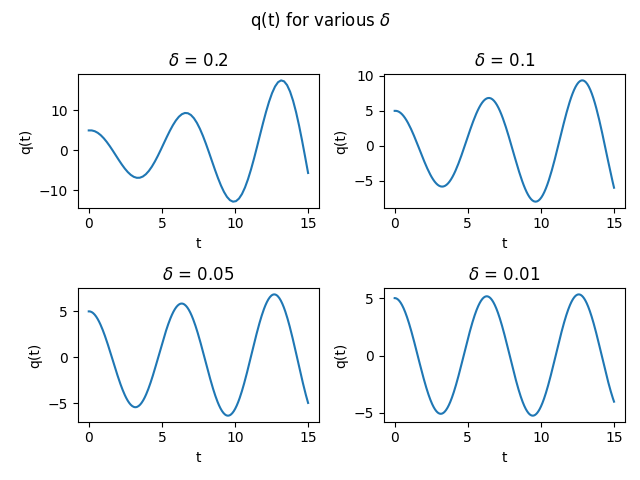 q(t) for various δ
δ = 0.2
10
0
−10
q(t)
0 5 10 15
t
δ = 0.1
10
5
0
−5
q(t)
0 5 10 15
t
δ = 0.05
5
0
−5
q(t)
0 5 10 15
t
δ = 0.01
5
0
−5
q(t)
0 5 10 15
t